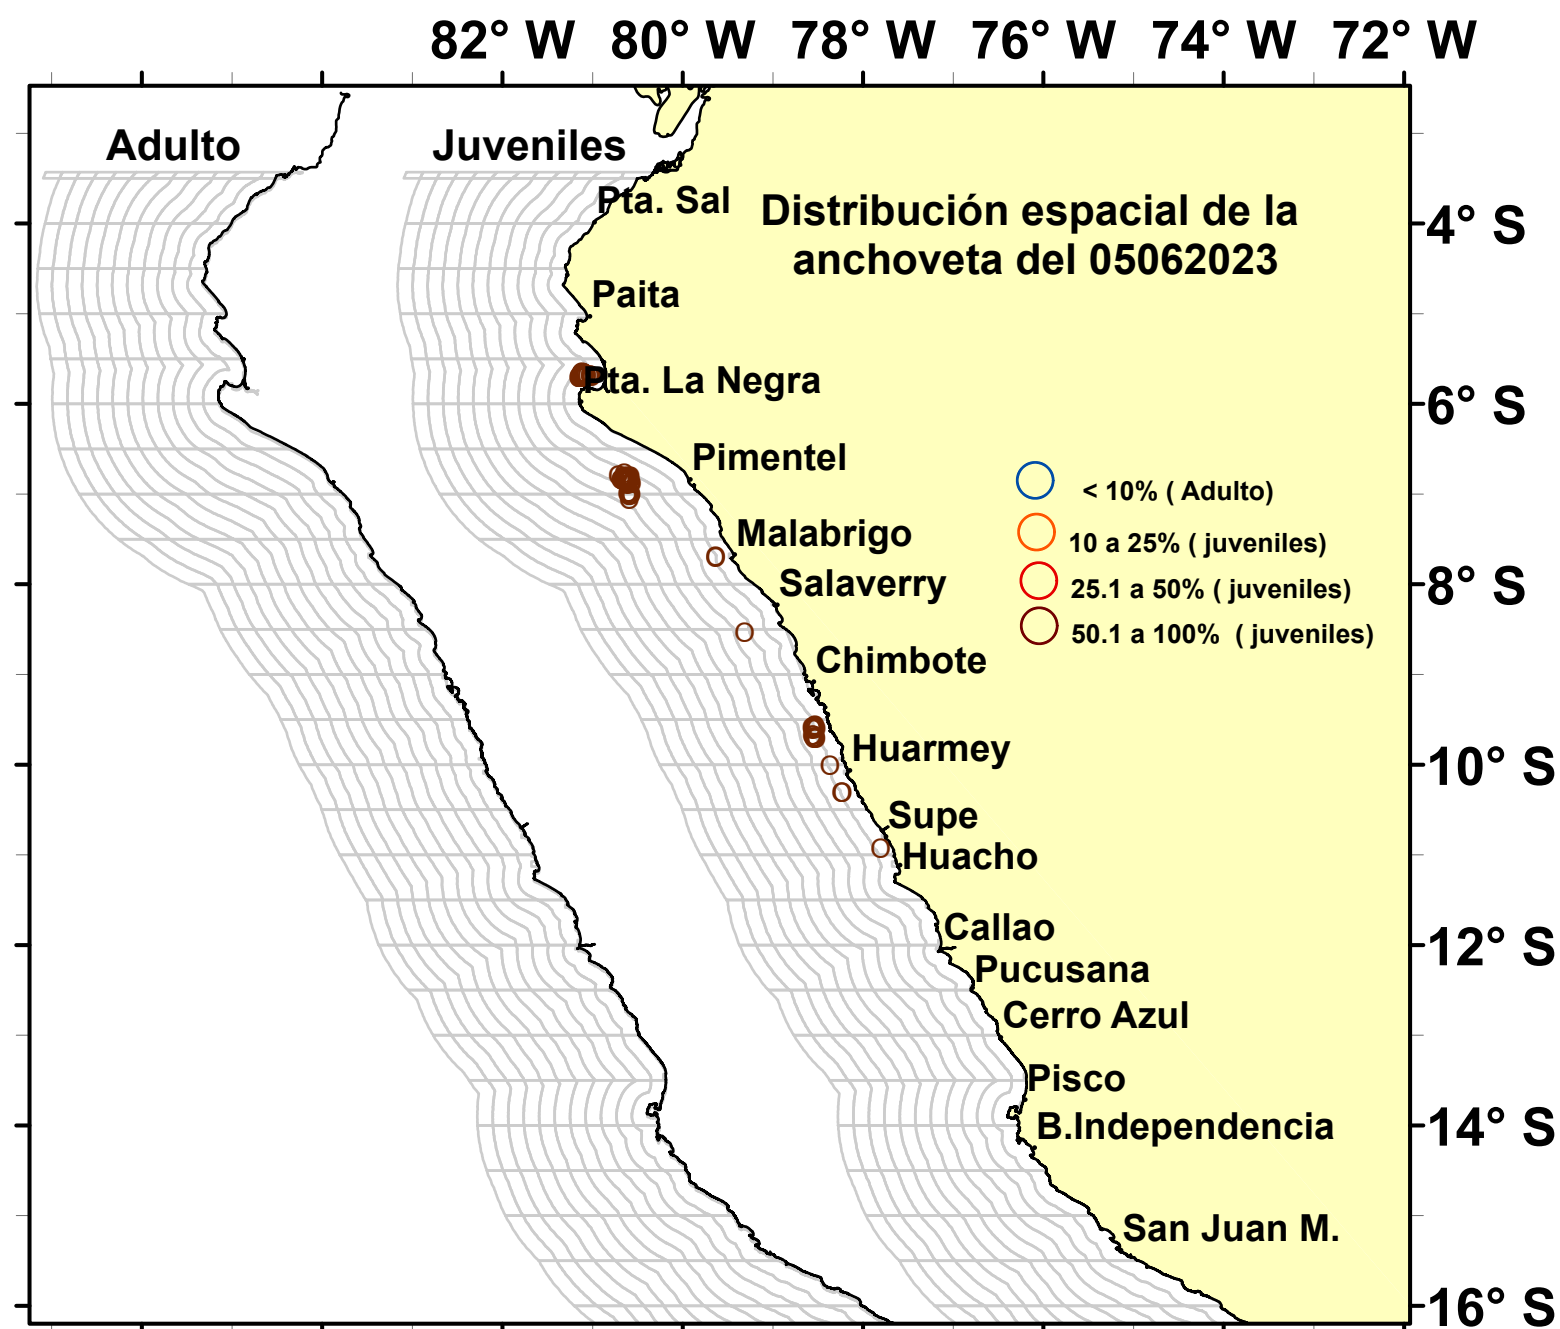 82° W 80° W 78° W 76° W 74° W 72° W
Adulto
Juveniles
Pta. Sal
Distribución espacial de la
anchoveta del 05062023
4° S
Paita
Pta. La Negra
6° S
Pimentel
< 10% ( Adulto)
Malabrigo
10 a 25% ( juveniles)
Salaverry
8° S
25.1 a 50% ( juveniles)
50.1 a 100% ( juveniles)
Chimbote
Huarmey
10° S
Supe
Huacho
Callao
12° S
Pucusana
Cerro Azul
Pisco
B.Independencia
14° S
San Juan M.
16° S